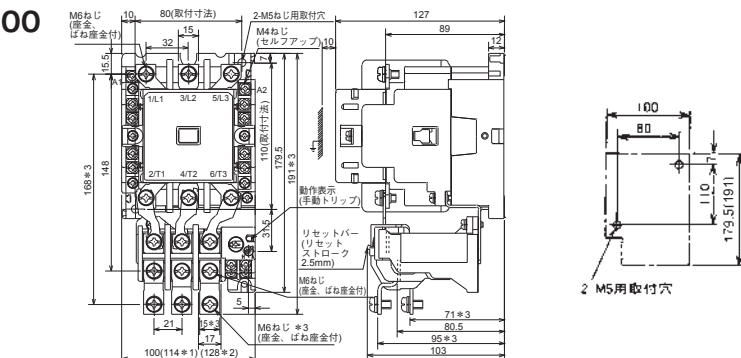 00
M6ねじ
(座金、
ばね座金付)
10
80(取付寸法)
15
32
2-M5ねじ用取付穴
M4ねじ
(セルフアップ)
15.5
7
A1
A2
1/L1 3/L2 5/L3
2/T1 4/T2 6/T3
168*3
148
110(取付寸法)
179.5
191*3
31.5
動作表示
(手動トリップ)
リセットバー
(リセット
ストローク
2.5mm)
M6ねじ
(座金、ばね座金付)
5
21
15*3
17
M6ねじ *3
(座金、ばね座金付)
100(114*1) (128*2)
127
89
12
10
71*3
80.5
95*3
103
100
80
7
110
179.5(191)
2 M5用取付穴